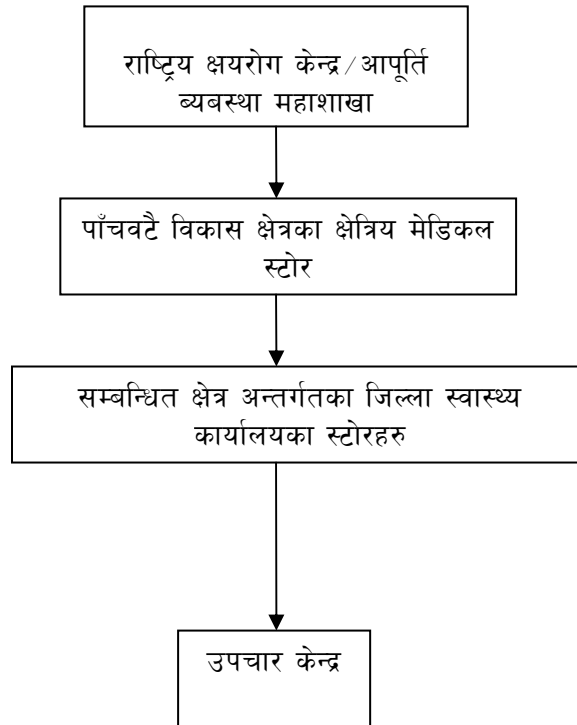 राष्ट्रिय क्षयरोग केन्द्र/आपूर्ति
ब्यबस्था महाशाखा
पाँचवटै विकास क्षेत्रका क्षेत्रिय मेडिकल
स्टोर
सम्बन्धित क्षेत्र अन्तर्गतका जिल्ला स्वास्थ्य
कार्यालयका स्टोरहरु
उपचार केन्द्र